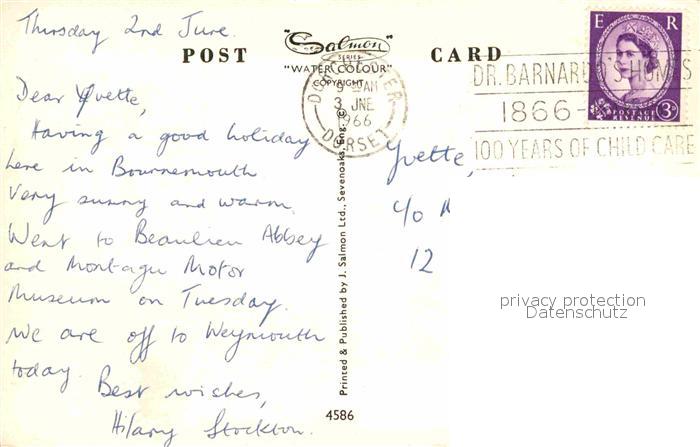 Thursday 2nd June.
POST CARD
Salmon
SERIES
"WATER COLOUR"
COPYRIGHT
Dear Yvette,
Having a good holiday
here in Bournemouth
Very sunny and warm.
Went to Beaulieu Abbey
and Montagu Motor
Museum on Tuesday.
We are off to Weymouth
today.
Best wishes,
Hilary Stockton.
Printed & Published by J. Salmon Ltd., Sevenoaks, Eng. ©
4586
DORCHESTER
AM
3 JNE
1966
DORSET
DR. BARNARDO'S HOMES
1866-
100 YEARS OF CHILD CARE
E R
POSTAGE
REVENUE
3D
Yvette,
c/o
12
privacy protection
Datenschutz